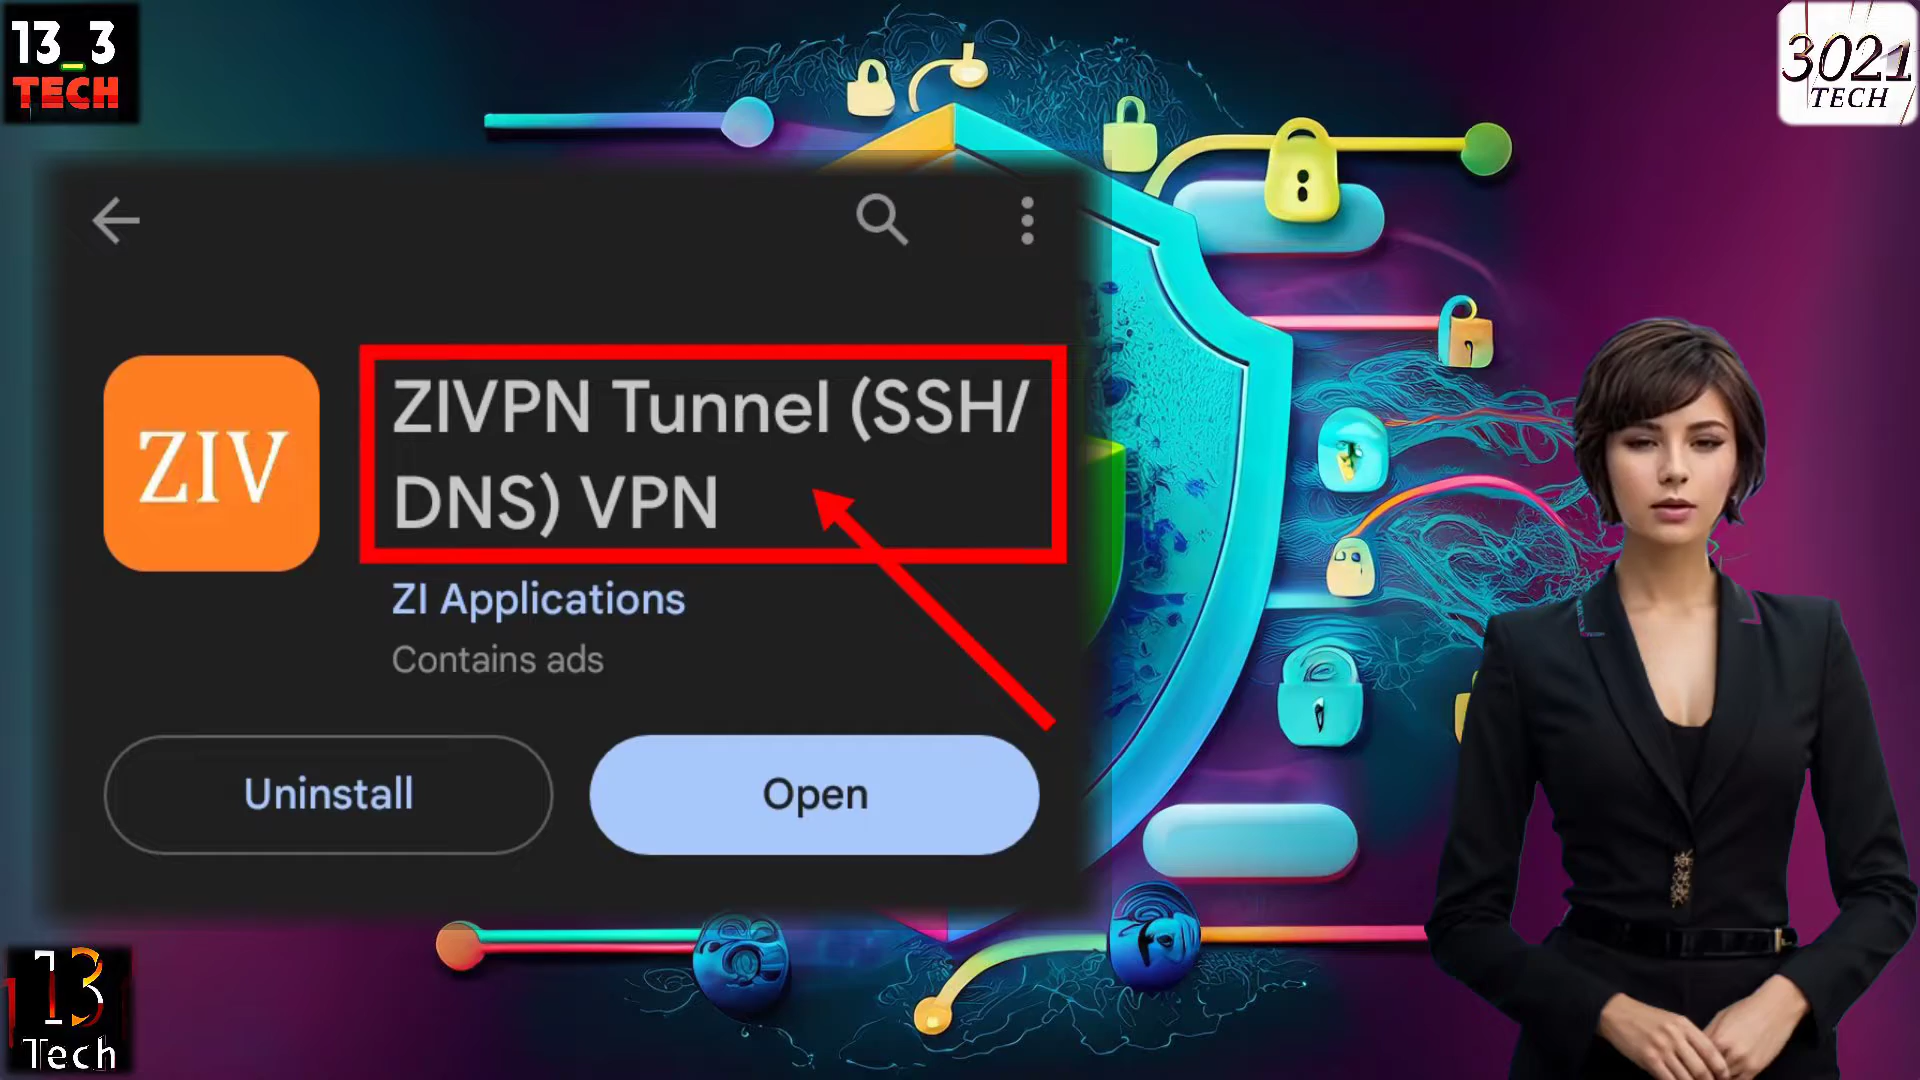 13_3
TECH
3021
TECH
ZIV
ZIVPN Tunnel (SSH/
DNS) VPN
ZI Applications
Contains ads
Uninstall
Open
13
Tech